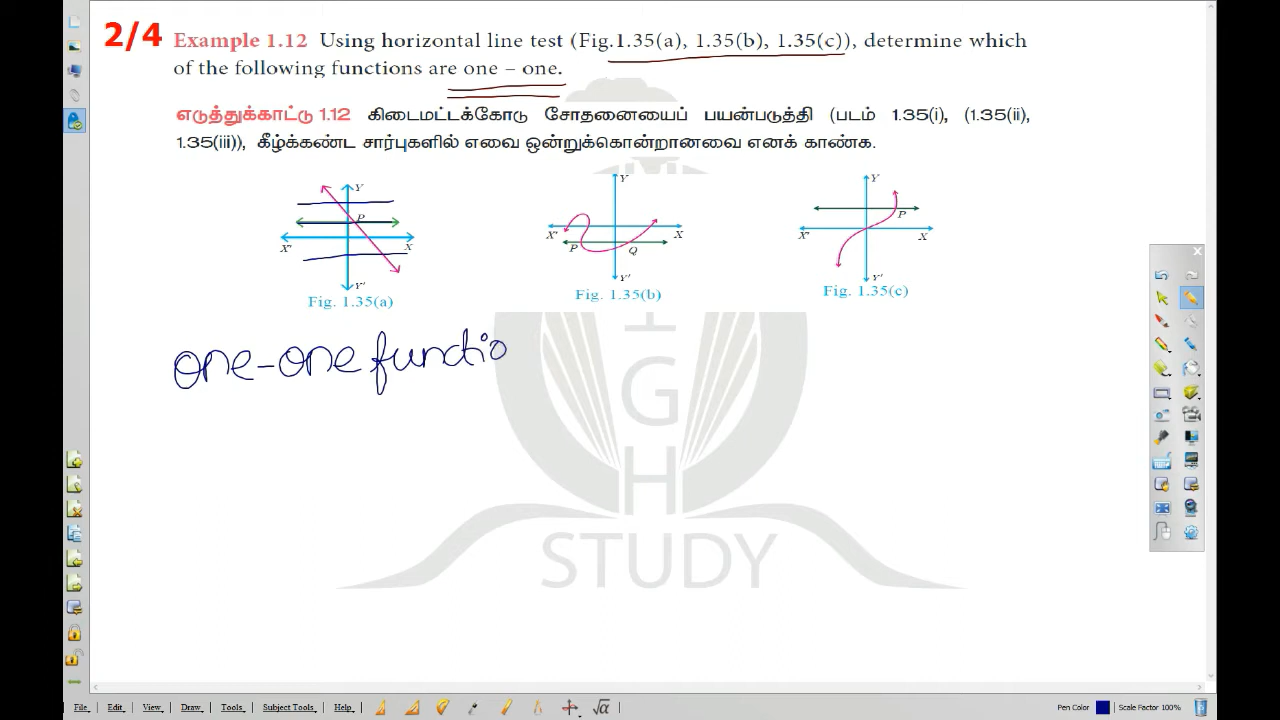 2/4 Example 1.12 Using horizontal line test (Fig.1.35(a), 1.35(b), 1.35(c)), determine which
of the following functions are one – one.
எடுத்துக்காட்டு 1.12 கிடைமட்டக்கோடு சோதனையைப் பயன்படுத்தி (படம் 1.35(i), (1.35(ii),
1.35(iii)), கீழ்க்கண்ட சார்புகளில் எவை ஒன்றுக்கொன்றானவை எனக் காண்க.
Y
P
X' X
Y'
Fig. 1.35(a)
Y
X' X
P Q
Y'
Fig. 1.35(b)
Y
P
X' X
Y'
Fig. 1.35(c)
one-one functio
IGH
STUDY
File Edit View Draw Tools Subject Tools Help √α Pen Color Scale Factor 100%